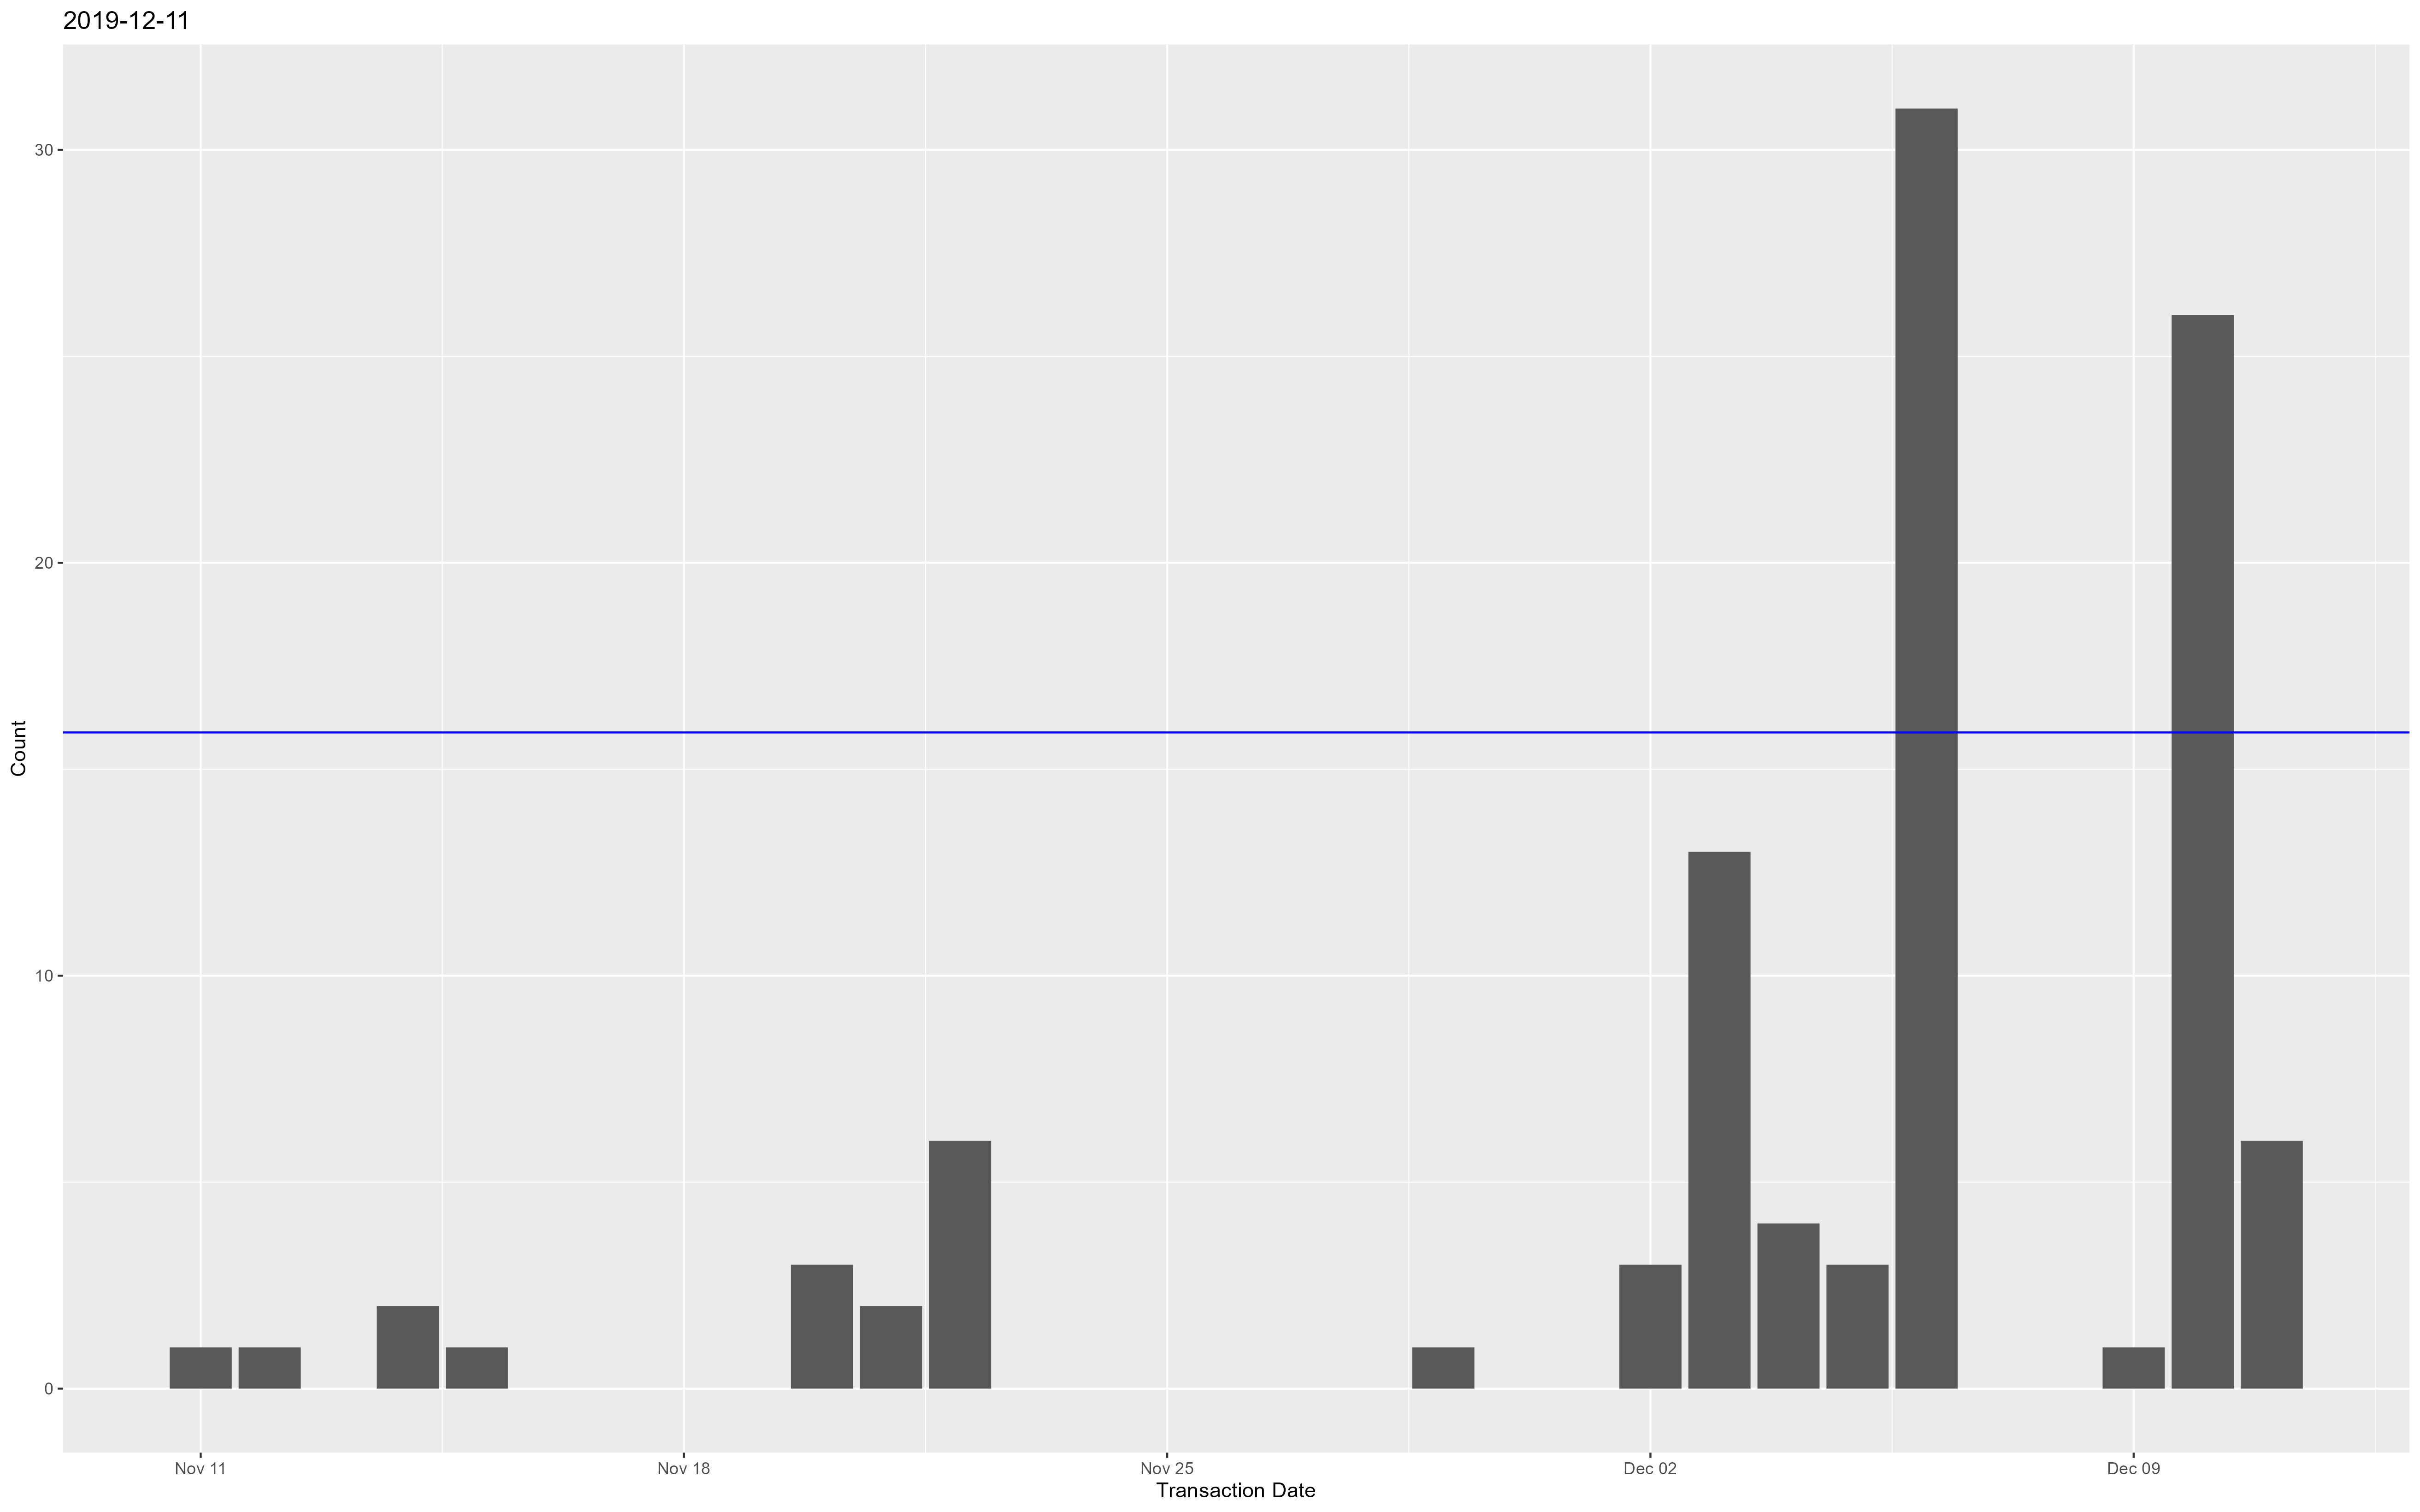 2019-12-11
30
20
10
0
Count
Nov 11
Nov 18
Nov 25
Dec 02
Dec 09
Transaction Date